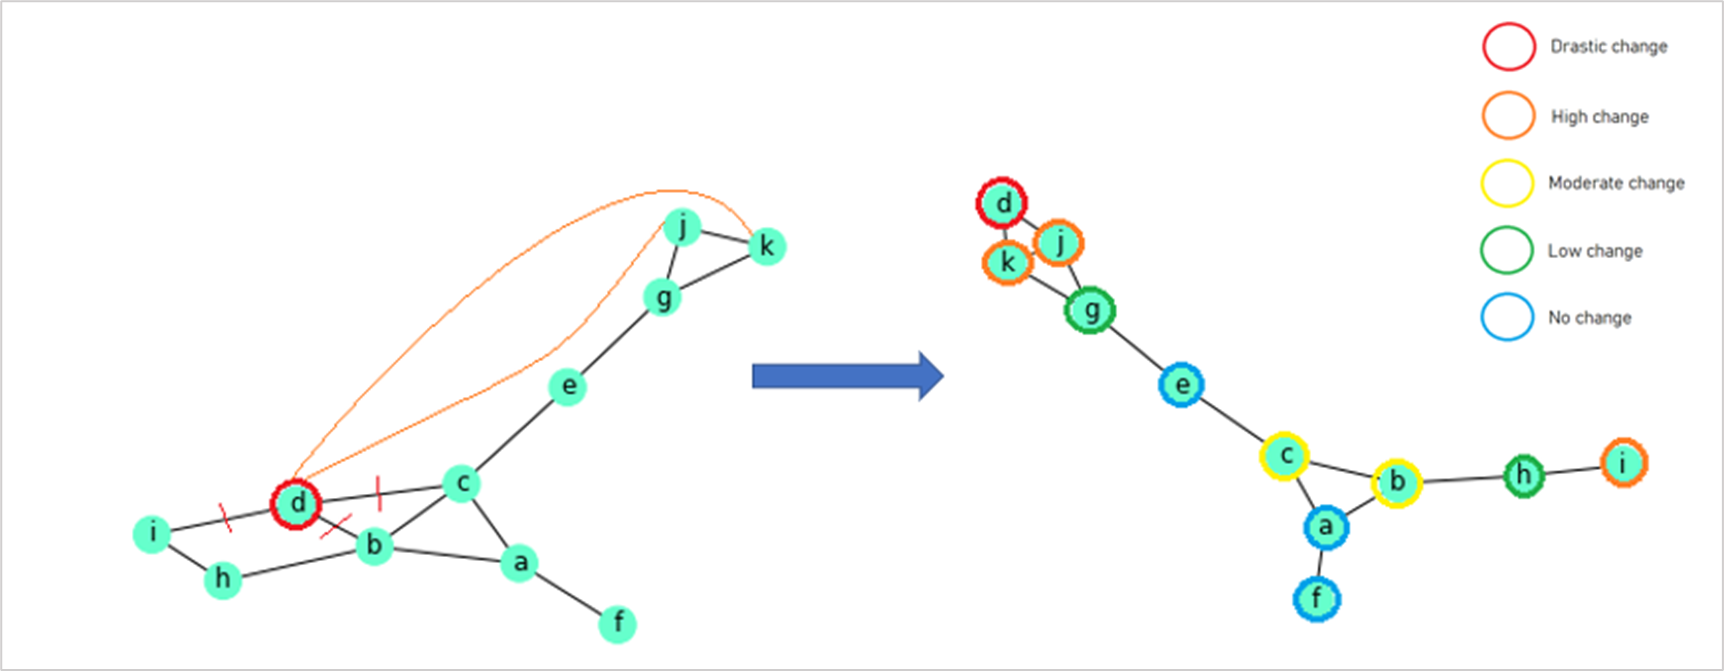 Drastic change
High change
Moderate change
Low change
No change
j
k
g
e
d
c
i
b
h
a
f
d
j
k
g
e
c
b
h
i
a
f